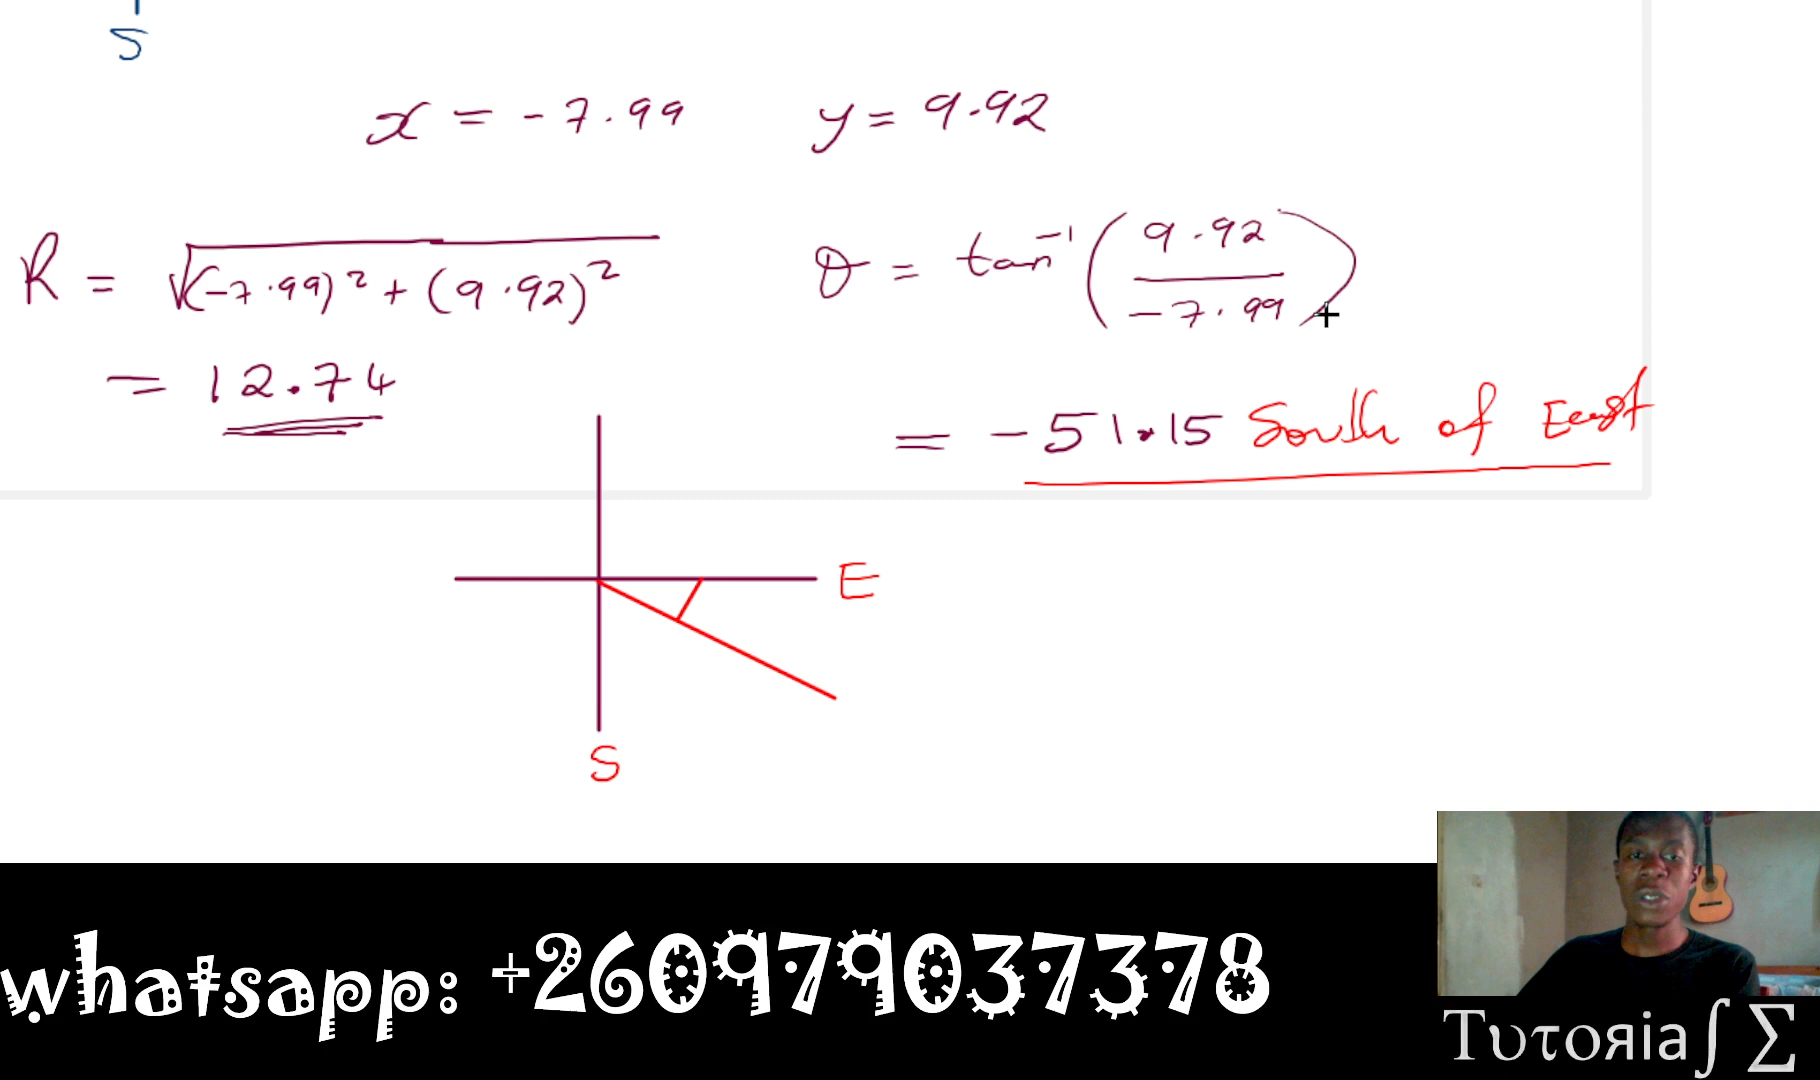 S
x = -7.99 y = 9.92
R = √(-7.99)² + (9.92)² θ = tan⁻¹ (9.92 / -7.99)
= 12.74
= -51.15 South of East
E
S
whatsapp: +260979037378
Tυτοяia∫ Σ